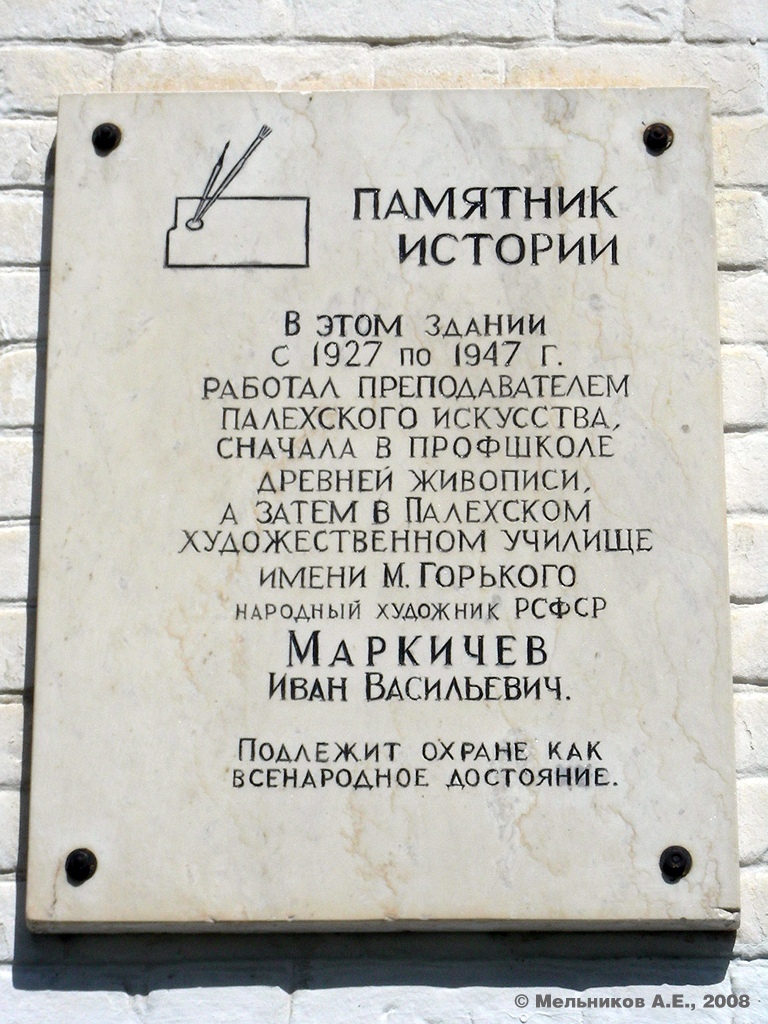 ПАМЯТНИК
ИСТОРИИ
В ЭТОМ ЗДАНИИ
С 1927 ПО 1947 Г.
РАБОТАЛ ПРЕПОДАВАТЕЛЕМ
ПАЛЕХСКОГО ИСКУССТВА,
СНАЧАЛА В ПРОФШКОЛЕ
ДРЕВНЕЙ ЖИВОПИСИ,
А ЗАТЕМ В ПАЛЕХСКОМ
ХУДОЖЕСТВЕННОМ УЧИЛИЩЕ
ИМЕНИ М. ГОРЬКОГО
НАРОДНЫЙ ХУДОЖНИК РСФСР
МАРКИЧЕВ
ИВАН ВАСИЛЬЕВИЧ.
ПОДЛЕЖИТ ОХРАНЕ КАК
ВСЕНАРОДНОЕ ДОСТОЯНИЕ.
© Мельников А.Е., 2008